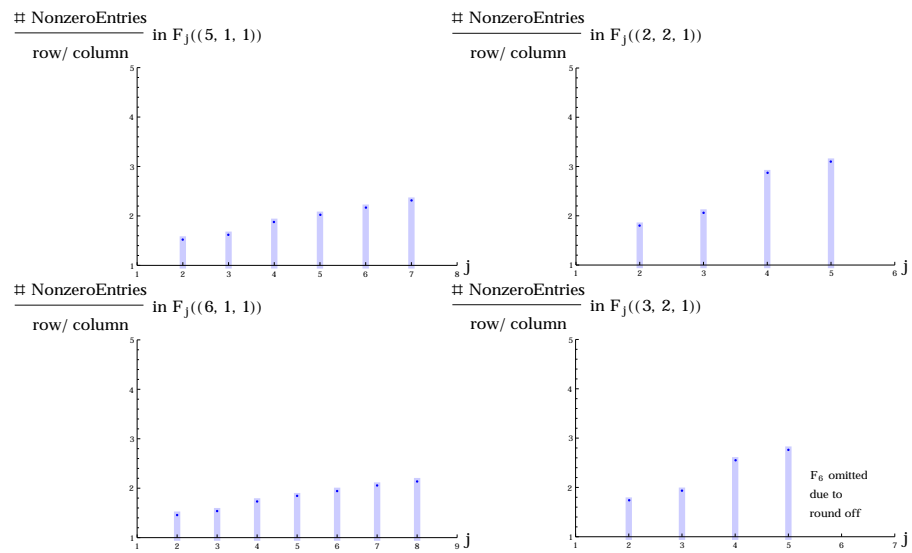 # NonzeroEntries
row/ column
in F_j((5, 1, 1))
5
4
3
2
1
1 2 3 4 5 6 7 8
j
# NonzeroEntries
row/ column
in F_j((2, 2, 1))
5
4
3
2
1
1 2 3 4 5 6
j
# NonzeroEntries
row/ column
in F_j((6, 1, 1))
5
4
3
2
1
1 2 3 4 5 6 7 8 9
j
# NonzeroEntries
row/ column
in F_j((3, 2, 1))
5
4
3
2
1
1 2 3 4 5 6 7
j
F_6 omitted
due to
round off